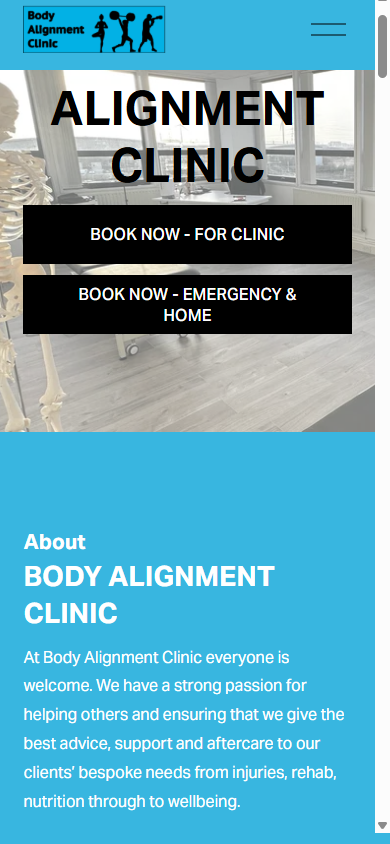 Body
Alignment
Clinic
ALIGNMENT
CLINIC
BOOK NOW - FOR CLINIC
BOOK NOW - EMERGENCY &
HOME
About
BODY ALIGNMENT
CLINIC
At Body Alignment Clinic everyone is
welcome. We have a strong passion for
helping others and ensuring that we give the
best advice, support and aftercare to our
clients’ bespoke needs from injuries, rehab,
nutrition through to wellbeing.